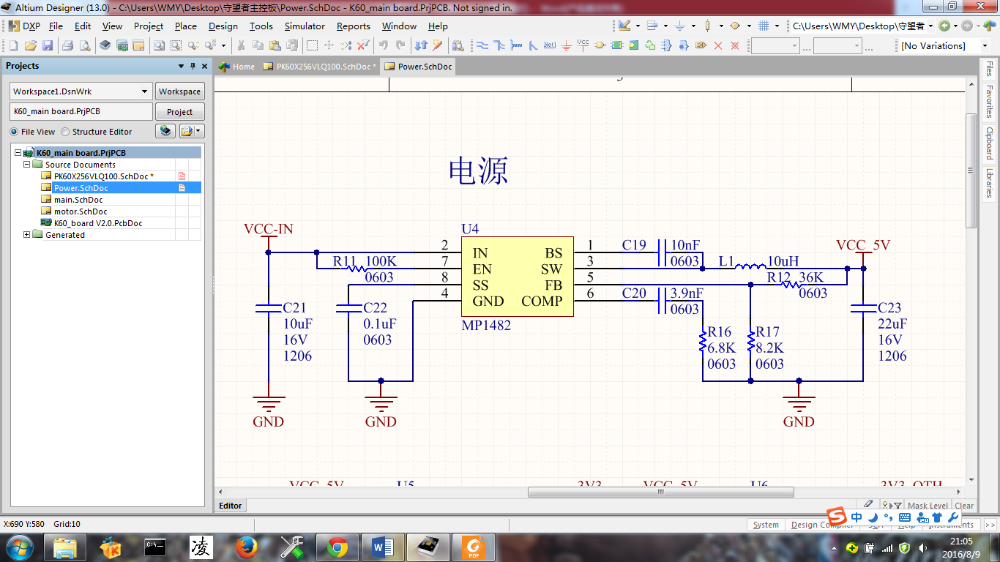 Altium Designer (13.0) - C:\Users\WMY\Desktop\守望者主控板\Power.SchDoc - K60_main board.PrjPCB. Not signed in.
DXP File Edit View Project Place Design Tools Simulator Reports Window Help
C:\Users\WMY\Desktop\守望者
[No Variations]
Projects
Home PK60X256VLQ100.SchDoc * Power.SchDoc
Workspace1.DsnWrk Workspace
K60_main board.PrjPCB Project
File View Structure Editor
K60_main board.PrjPCB
Source Documents
PK60X256VLQ100.SchDoc *
Power.SchDoc
main.SchDoc
motor.SchDoc
K60_board V2.0.PcbDoc
Generated
Files
Favorites
Clipboard
Libraries
电源
VCC-IN
U4
2 IN
7 EN
8 SS
4 GND
BS 1
SW 3
FB 5
COMP 6
MP1482
R11 100K
0603
C21
10uF
16V
1206
C22
0.1uF
0603
GND
GND
C19 10nF
0603
L1 10uH
VCC_5V
R12 36K
0603
C20 3.9nF
0603
R16
6.8K
0603
R17
8.2K
0603
C23
22uF
16V
1206
GND
VCC_5V U5 3V3 VCC_5V U6 3V3_OTH
Editor
Mask Level Clear
X:690 Y:580 Grid:10
System Design Compiler SCH Help Instruments >>
中
凌
PDF
21:05
2016/8/9